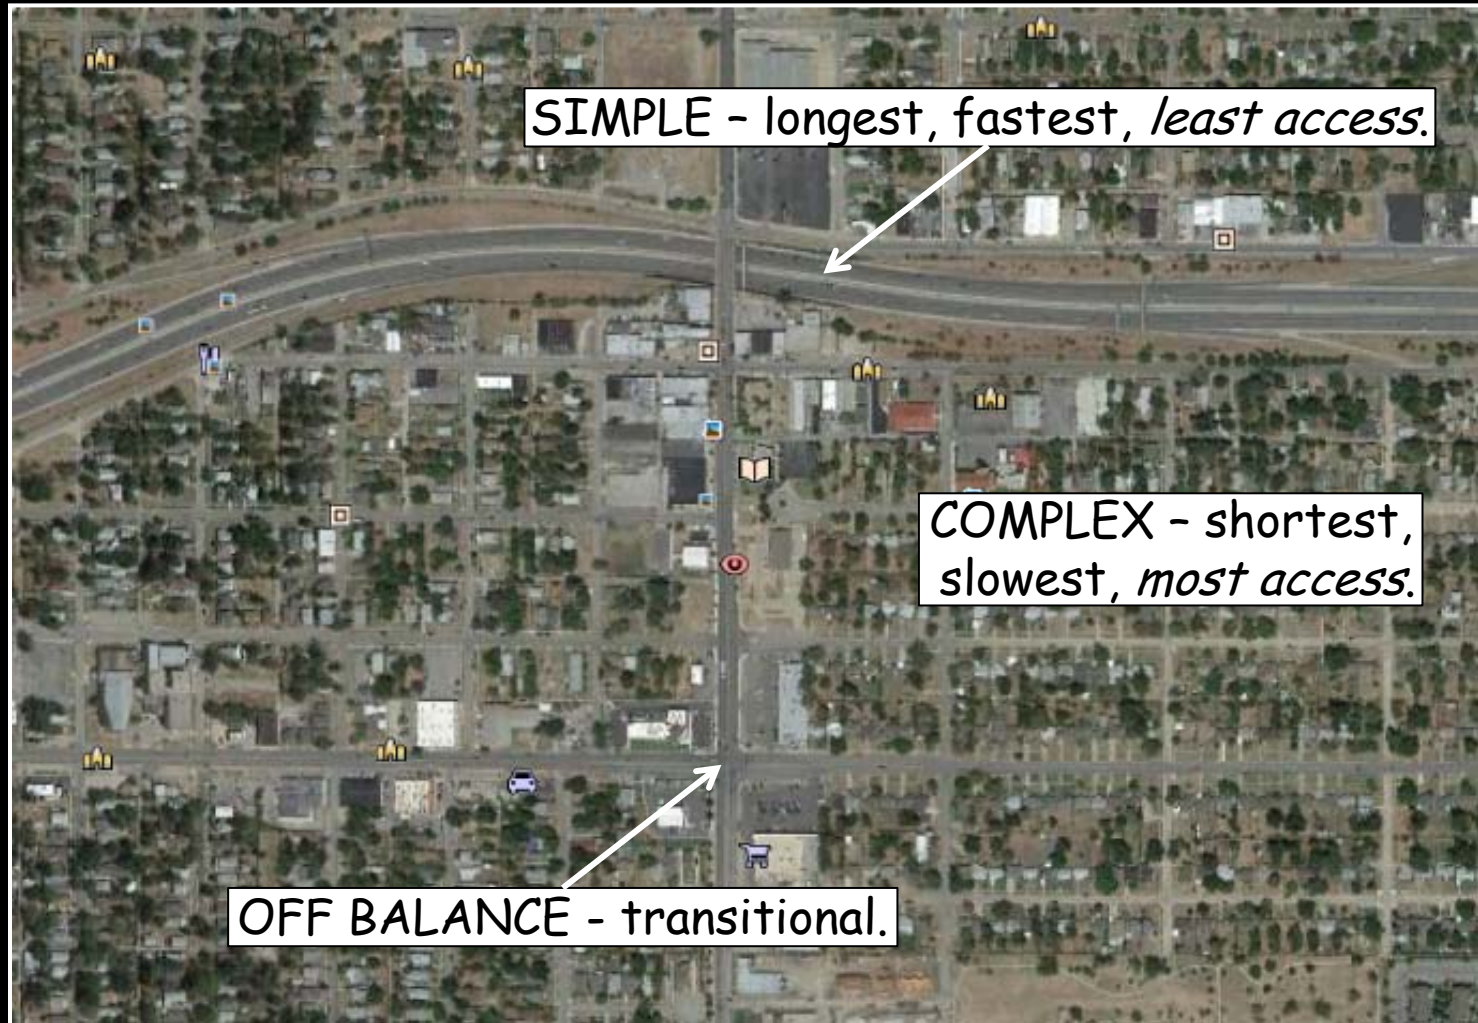 SIMPLE – longest, fastest, least access.
COMPLEX – shortest,
slowest, most access.
OFF BALANCE - transitional.